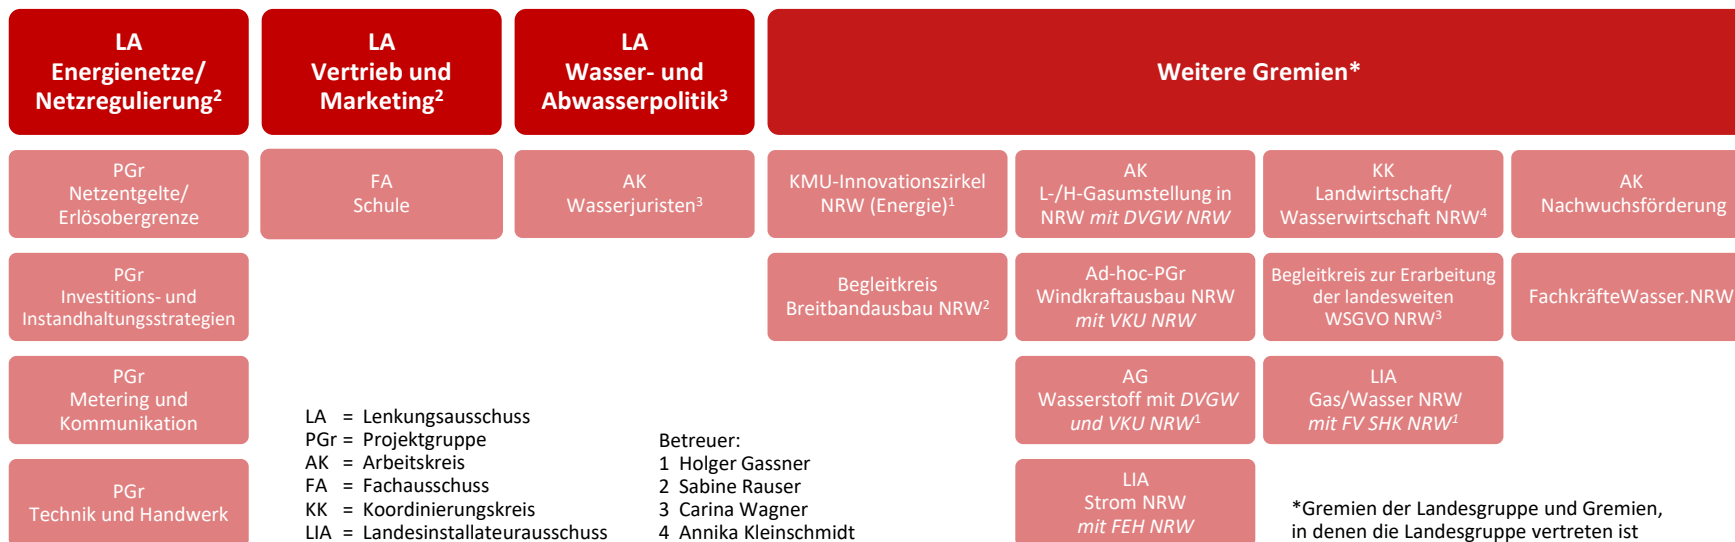 LA
Energienetze/
Netzregulierung²
LA
Vertrieb und
Marketing²
LA
Wasser- und
Abwasserpolitik³
Weitere Gremien*
PGr
Netzentgelte/
Erlösobergrenze
FA
Schule
AK
Wasserjuristen³
KMU-Innovationszirkel
NRW (Energie)¹
AK
L-/H-Gasumstellung in
NRW mit DVGW NRW
KK
Landwirtschaft/
Wasserwirtschaft NRW⁴
AK
Nachwuchsförderung
PGr
Investitions- und
Instandhaltungsstrategien
Begleitkreis
Breitbandausbau NRW²
Ad-hoc-PGr
Windkraftausbau NRW
mit VKU NRW
Begleitkreis zur Erarbeitung
der landesweiten
WSGVO NRW³
FachkräfteWasser.NRW
PGr
Metering und
Kommunikation
AG
Wasserstoff mit DVGW
und VKU NRW¹
LIA
Gas/Wasser NRW
mit FV SHK NRW¹
PGr
Technik und Handwerk
LIA
Strom NRW
mit FEH NRW
LA = Lenkungsausschuss
PGr = Projektgruppe
AK = Arbeitskreis
FA = Fachausschuss
KK = Koordinierungskreis
LIA = Landesinstallateurausschuss
Betreuer:
1 Holger Gassner
2 Sabine Rauser
3 Carina Wagner
4 Annika Kleinschmidt
*Gremien der Landesgruppe und Gremien,
in denen die Landesgruppe vertreten ist